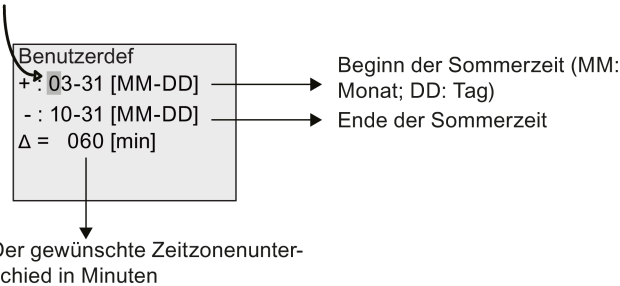 Benutzerdef
+ : 03-31 [MM-DD]
- : 10-31 [MM-DD]
Δ = 060 [min]
Beginn der Sommerzeit (MM:
Monat; DD: Tag)
Ende der Sommerzeit
Der gewünschte Zeitzonenunter-
schied in Minuten